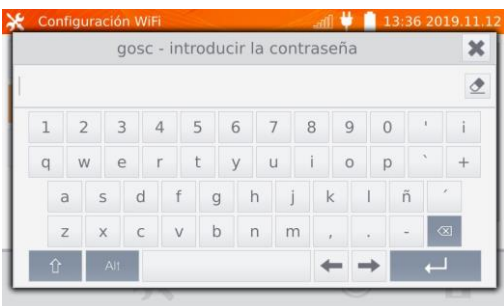 Configuración WiFi 13:36 2019.11.12
gosc - introducir la contraseña
1 2 3 4 5 6 7 8 9 0 ' ¡
q w e r t y u i o p ` +
a s d f g h j k l ñ ´
z x c v b n m , . -
Alt